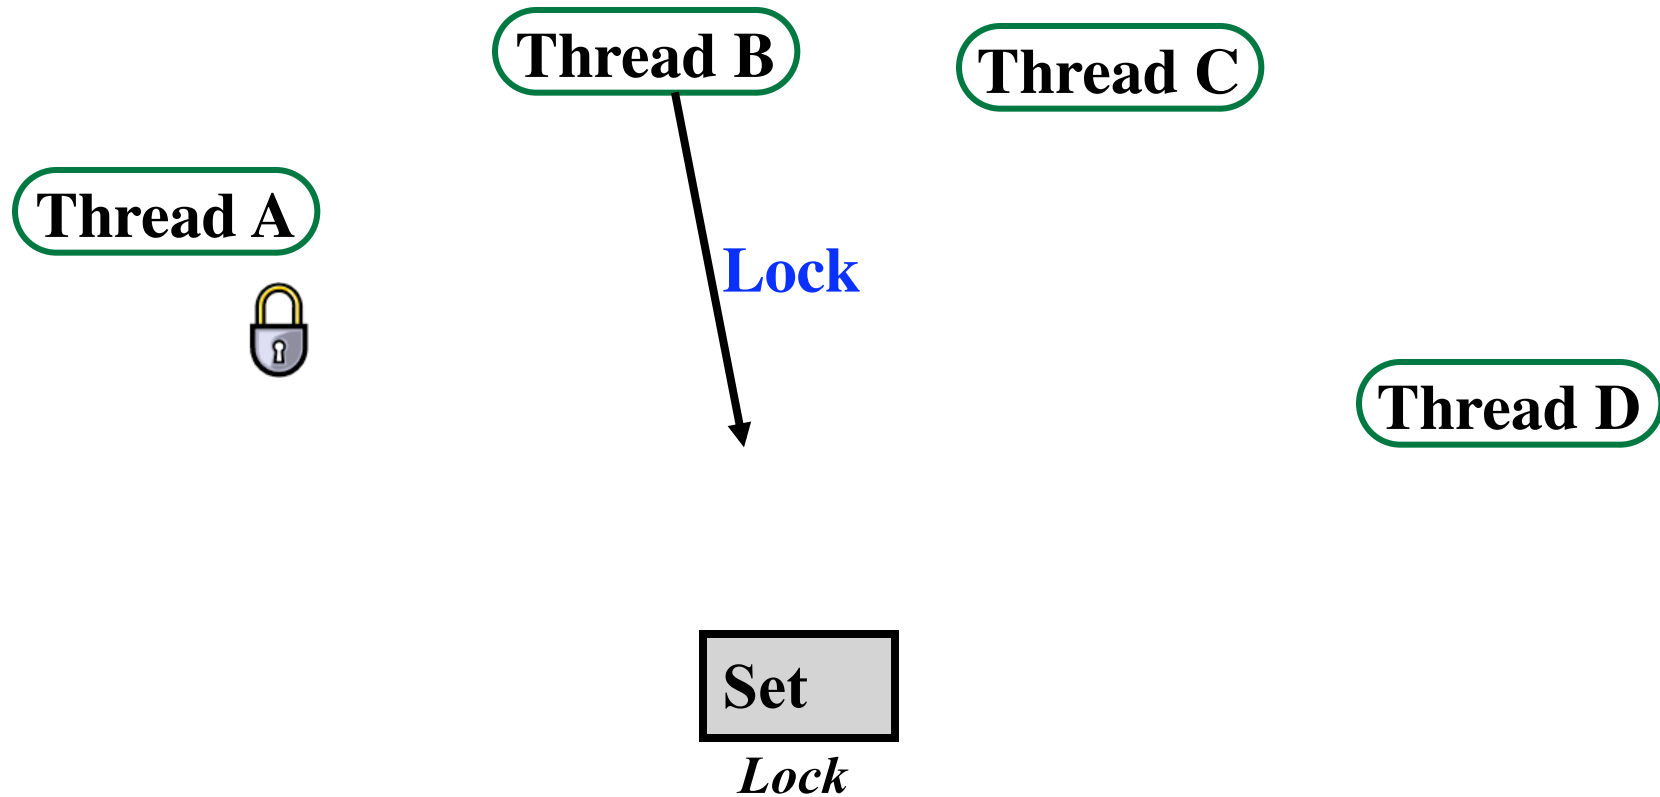 Thread B
Thread C
Thread A
Lock
Thread D
Set
Lock